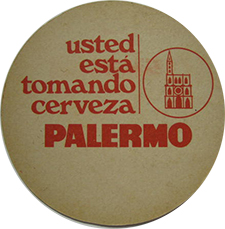 usted
está
tomando
cerveza
PALERMO